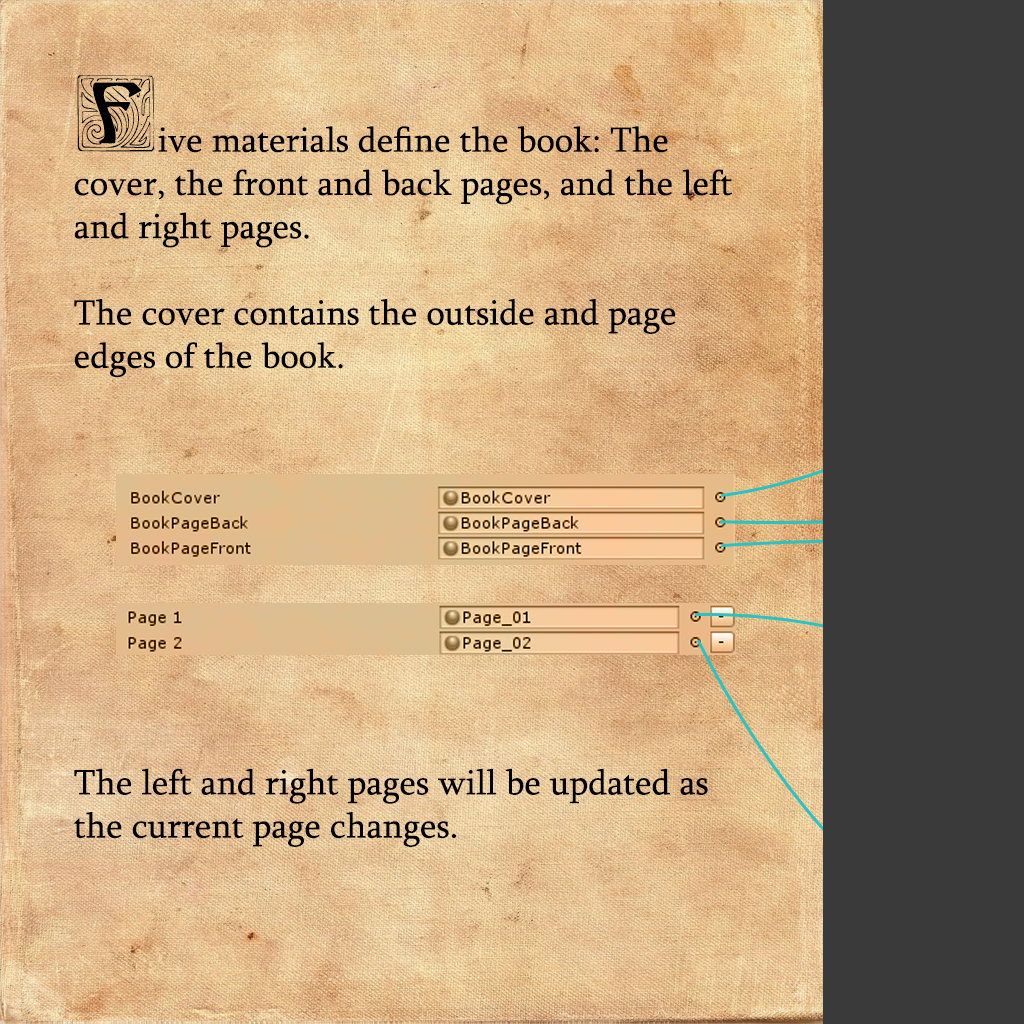 Five materials define the book: The
cover, the front and back pages, and the left
and right pages.
The cover contains the outside and page
edges of the book.
BookCover BookCover
BookPageBack BookPageBack
BookPageFront BookPageFront
Page 1 Page_01 -
Page 2 Page_02 -
The left and right pages will be updated as
the current page changes.